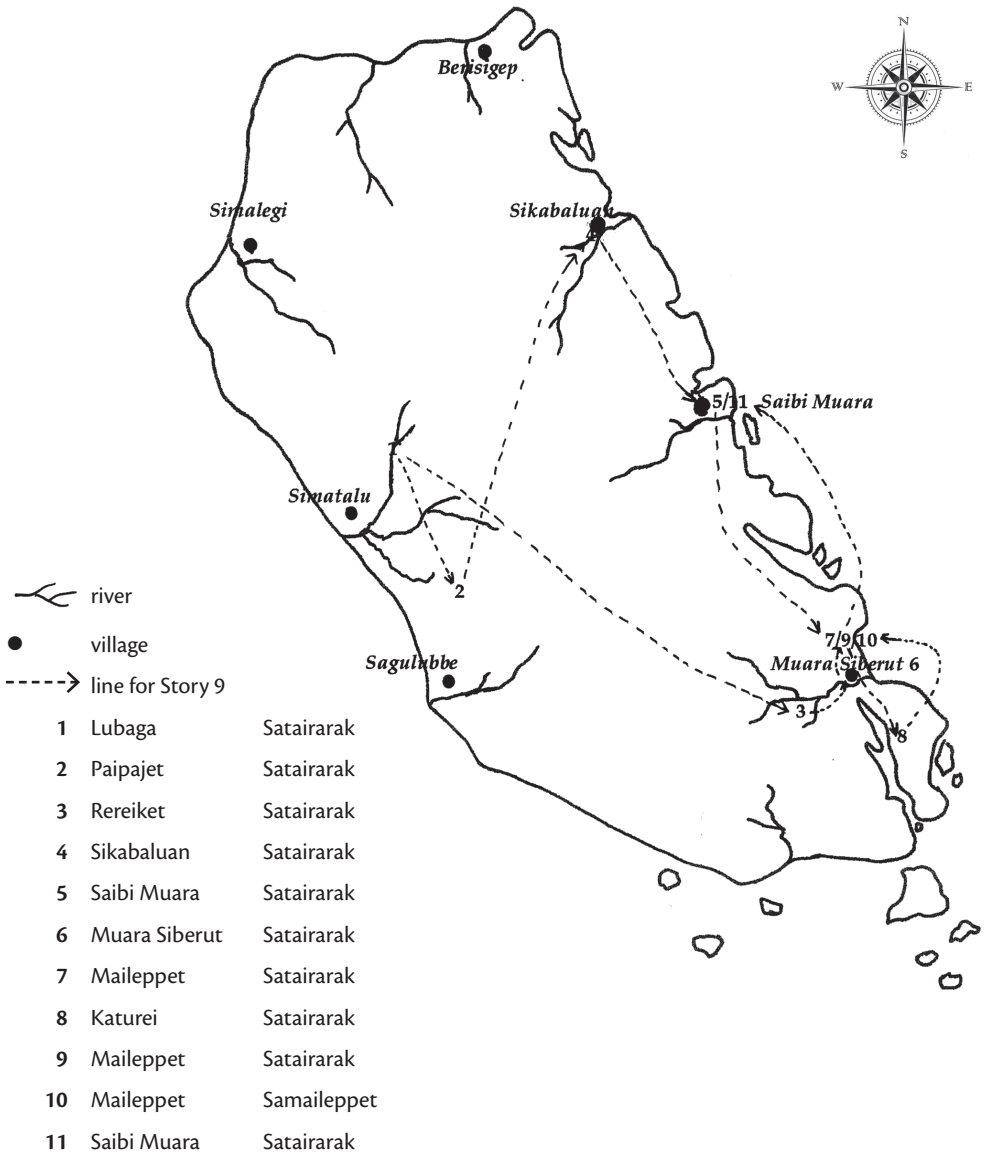 N
W E
S
Berisigep
Simalegi
Sikabaluan
4
5/11 Saibi Muara
1
Simatalu
2
river
village
7/9/10
Sagulubbe
Muara Siberut 6
line for Story 9
3
8
1 Lubaga Satairarak
2 Paipajet Satairarak
3 Rereiket Satairarak
4 Sikabaluan Satairarak
5 Saibi Muara Satairarak
6 Muara Siberut Satairarak
7 Maileppet Satairarak
8 Katurei Satairarak
9 Maileppet Satairarak
10 Maileppet Samaileppet
11 Saibi Muara Satairarak